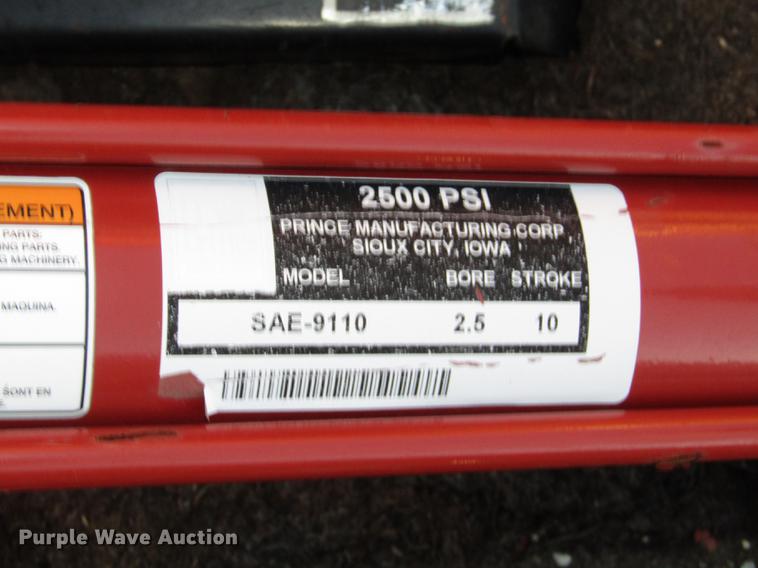 EMENT)
PARTS:
NG PARTS.
G MACHINERY.
MAQUINA.
SONT EN
2500 PSI
PRINCE MANUFACTURING CORP
SIOUX CITY, IOWA
MODEL BORE STROKE
SAE-9110 2.5 10
Purple Wave Auction